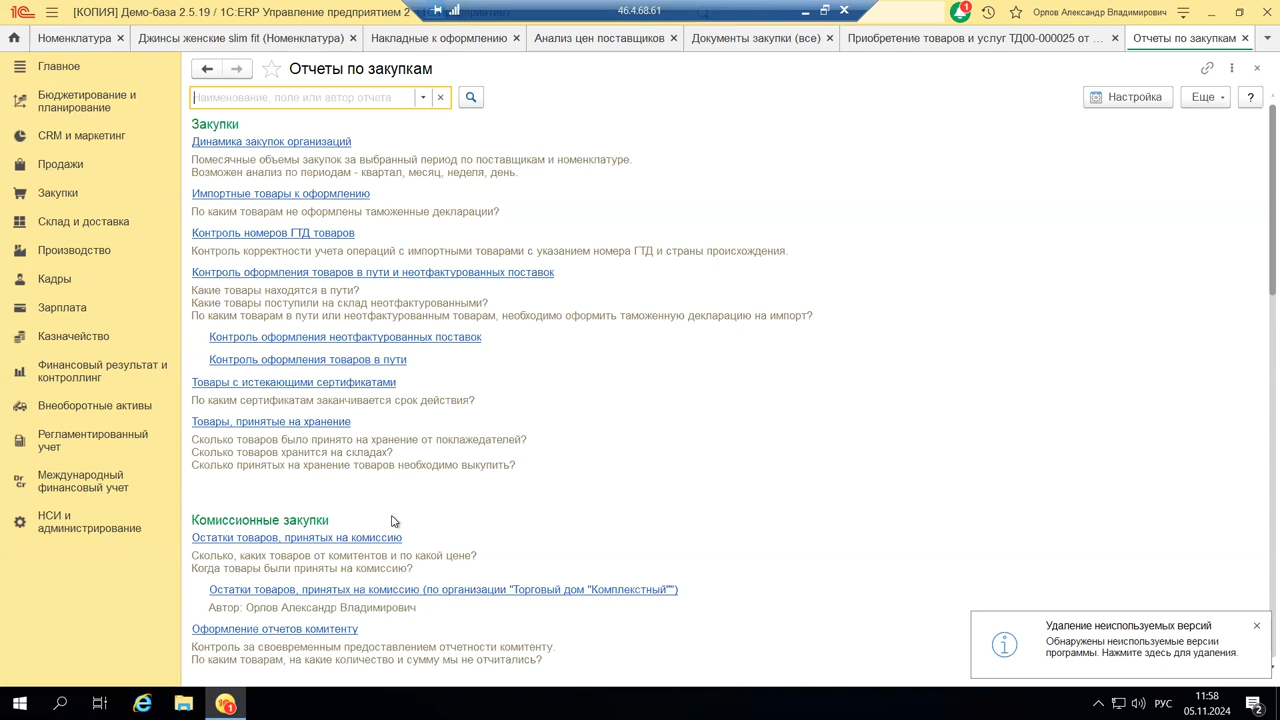 [КОПИЯ] Демо-база 2.5.19 / 1С:ERP Управление предприятием 2
46.4.68.61
Орлов Александр Владимирович
Номенклатура
Джинсы женские slim fit (Номенклатура)
Накладные к оформлению
Анализ цен поставщиков
Документы закупки (все)
Приобретение товаров и услуг ТД00-000025 от ...
Отчеты по закупкам
Главное
Бюджетирование и
планирование
CRM и маркетинг
Продажи
Закупки
Склад и доставка
Производство
Кадры
Зарплата
Казначейство
Финансовый результат и
контроллинг
Внеоборотные активы
Регламентированный
учет
Международный
финансовый учет
НСИ и
администрирование
Отчеты по закупкам
Наименование, поле или автор отчета
Настройка
Еще
?
Закупки
Динамика закупок организаций
Помесячные объемы закупок за выбранный период по поставщикам и номенклатуре.
Возможен анализ по периодам - квартал, месяц, неделя, день.
Импортные товары к оформлению
По каким товарам не оформлены таможенные декларации?
Контроль номеров ГТД товаров
Контроль корректности учета операций с импортными товарами с указанием номера ГТД и страны происхождения.
Контроль оформления товаров в пути и неотфактурованных поставок
Какие товары находятся в пути?
Какие товары поступили на склад неотфактурованными?
По каким товарам в пути или неотфактурованным товарам, необходимо оформить таможенную декларацию на импорт?
Контроль оформления неотфактурованных поставок
Контроль оформления товаров в пути
Товары с истекающими сертификатами
По каким сертификатам заканчивается срок действия?
Товары, принятые на хранение
Сколько товаров было принято на хранение от поклажедателей?
Сколько товаров хранится на складах?
Сколько принятых на хранение товаров необходимо выкупить?
Комиссионные закупки
Остатки товаров, принятых на комиссию
Сколько, каких товаров от комитентов и по какой цене?
Когда товары были приняты на комиссию?
Остатки товаров, принятых на комиссию (по организации "Торговый дом "Комплектный"")
Автор: Орлов Александр Владимирович
Оформление отчетов комитенту
Контроль за своевременным предоставлением отчетности комитенту.
По каким товарам, на какие количество и сумму мы не отчитались?
Удаление неиспользуемых версий
Обнаружены неиспользуемые версии
программы. Нажмите здесь для удаления.
РУС
11:58
05.11.2024